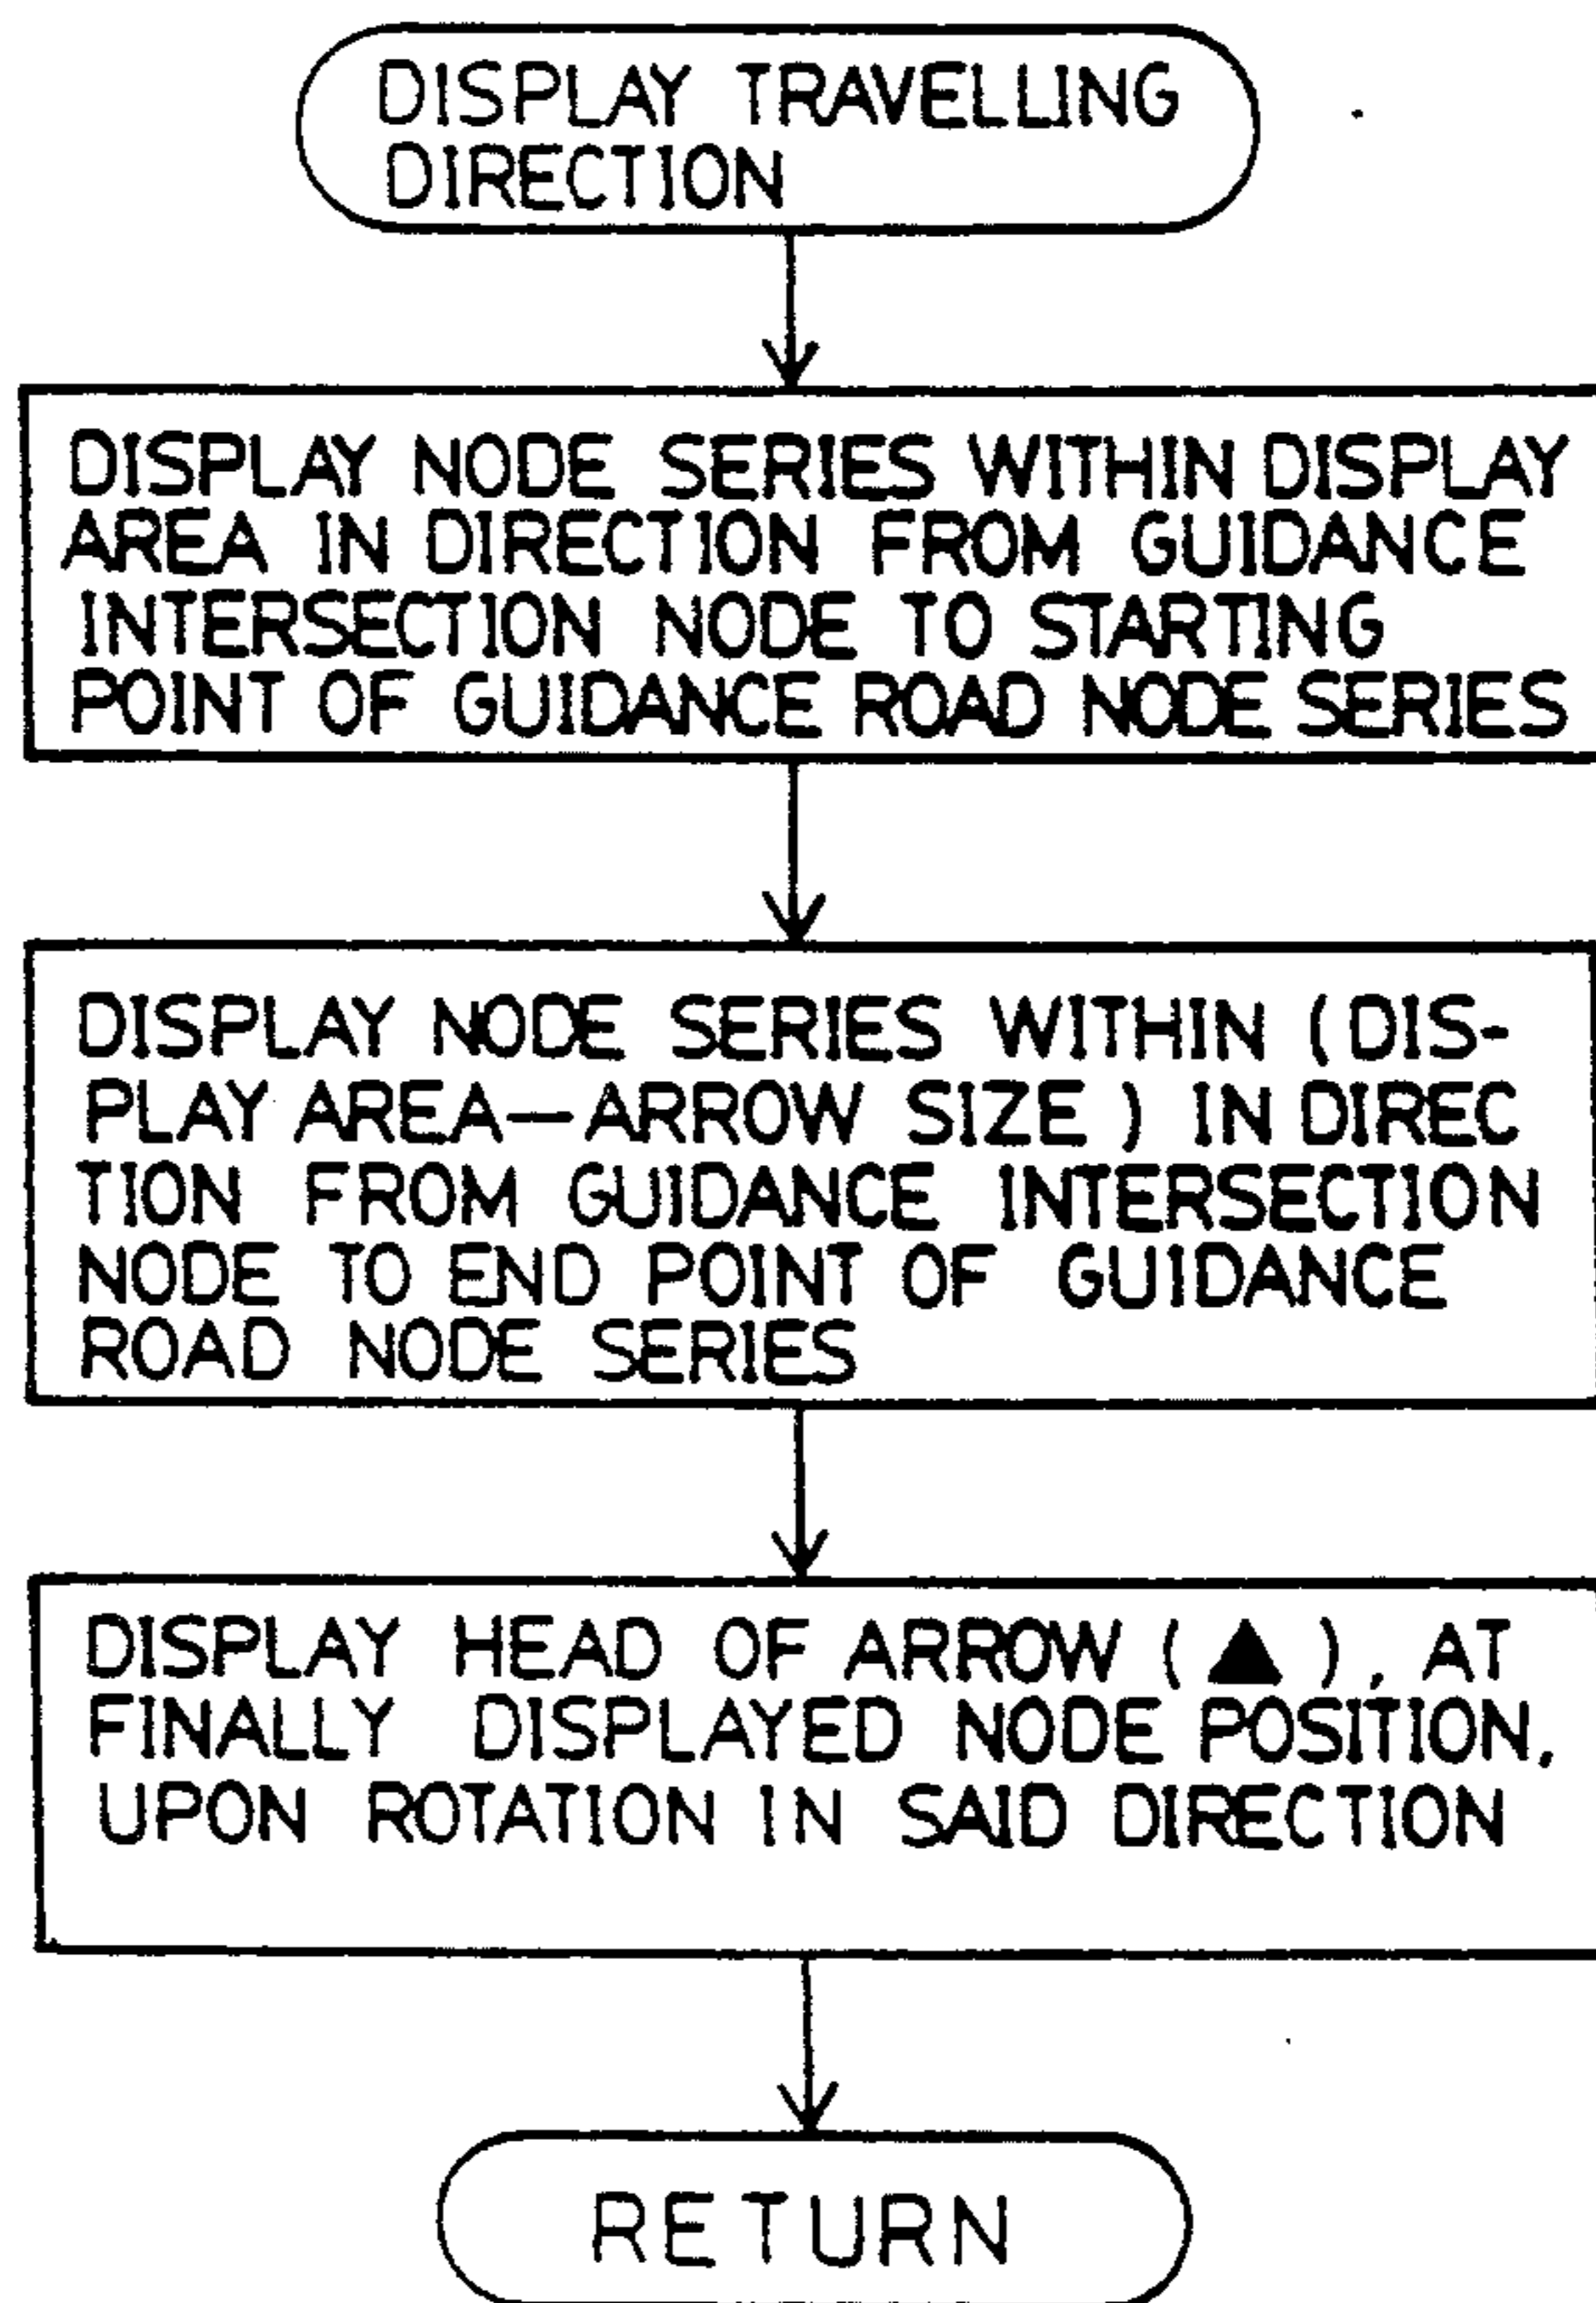 DISPLAY TRAVELLING
DIRECTION
DISPLAY NODE SERIES WITHIN DISPLAY
AREA IN DIRECTION FROM GUIDANCE
INTERSECTION NODE TO STARTING
POINT OF GUIDANCE ROAD NODE SERIES
DISPLAY NODE SERIES WITHIN (DIS-
PLAY AREA—ARROW SIZE) IN DIREC
TION FROM GUIDANCE INTERSECTION
NODE TO END POINT OF GUIDANCE
ROAD NODE SERIES
DISPLAY HEAD OF ARROW (▲), AT
FINALLY DISPLAYED NODE POSITION,
UPON ROTATION IN SAID DIRECTION
RETURN